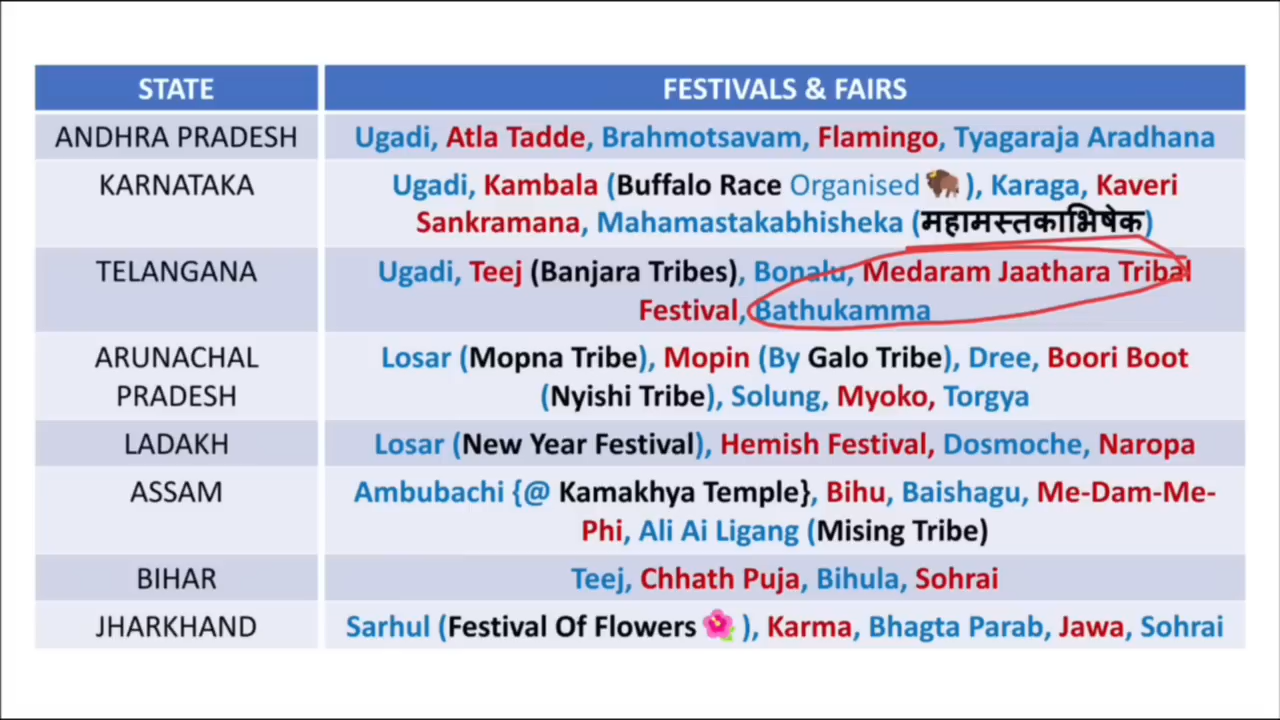 STATE FESTIVALS & FAIRS
ANDHRA PRADESH Ugadi, Atla Tadde, Brahmotsavam, Flamingo, Tyagaraja Aradhana
KARNATAKA Ugadi, Kambala (Buffalo Race Organised 🦬), Karaga, Kaveri
Sankramana, Mahamastakabhisheka (महामस्तकाभिषेक)
TELANGANA Ugadi, Teej (Banjara Tribes), Bonalu, Medaram Jaathara Tribal
Festival, Bathukamma
ARUNACHAL Losar (Mopna Tribe), Mopin (By Galo Tribe), Dree, Boori Boot
PRADESH (Nyishi Tribe), Solung, Myoko, Torgya
LADAKH Losar (New Year Festival), Hemish Festival, Dosmoche, Naropa
ASSAM Ambubachi {@ Kamakhya Temple}, Bihu, Baishagu, Me-Dam-Me-
Phi, Ali Ai Ligang (Mising Tribe)
BIHAR Teej, Chhath Puja, Bihula, Sohrai
JHARKHAND Sarhul (Festival Of Flowers 🌺), Karma, Bhagta Parab, Jawa, Sohrai